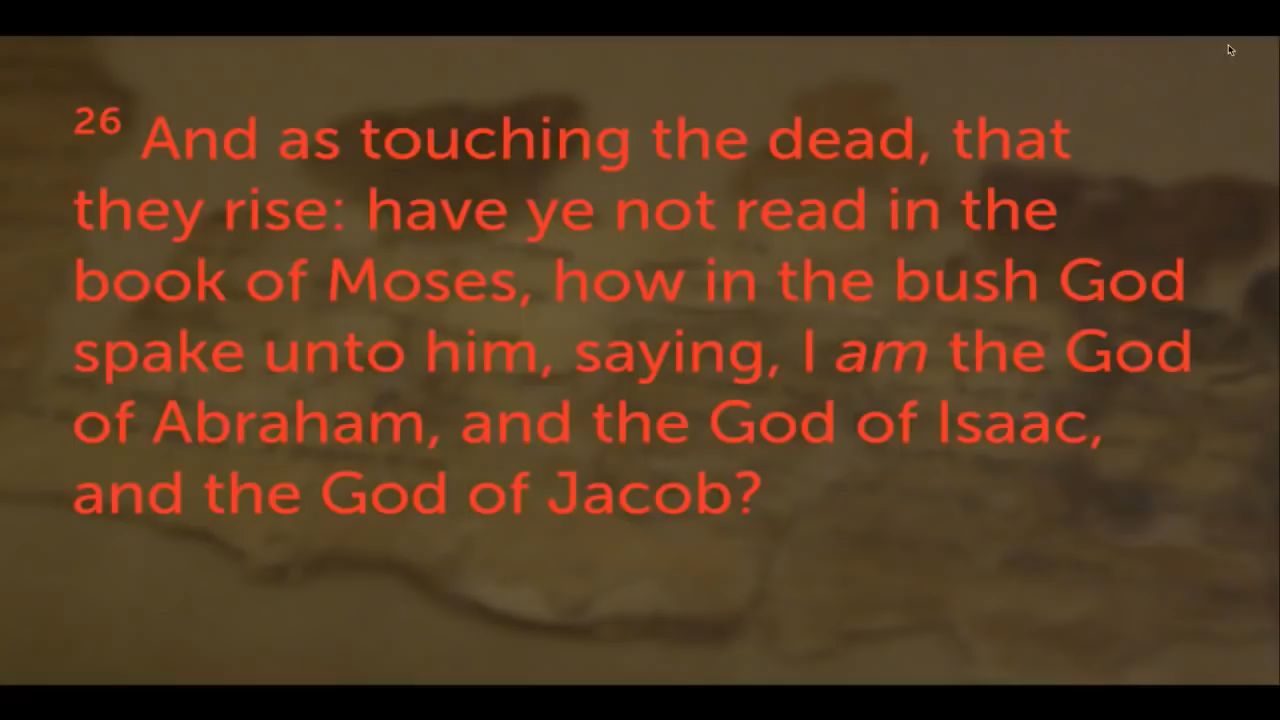 26 And as touching the dead, that
they rise: have ye not read in the
book of Moses, how in the bush God
spake unto him, saying, I am the God
of Abraham, and the God of Isaac,
and the God of Jacob?